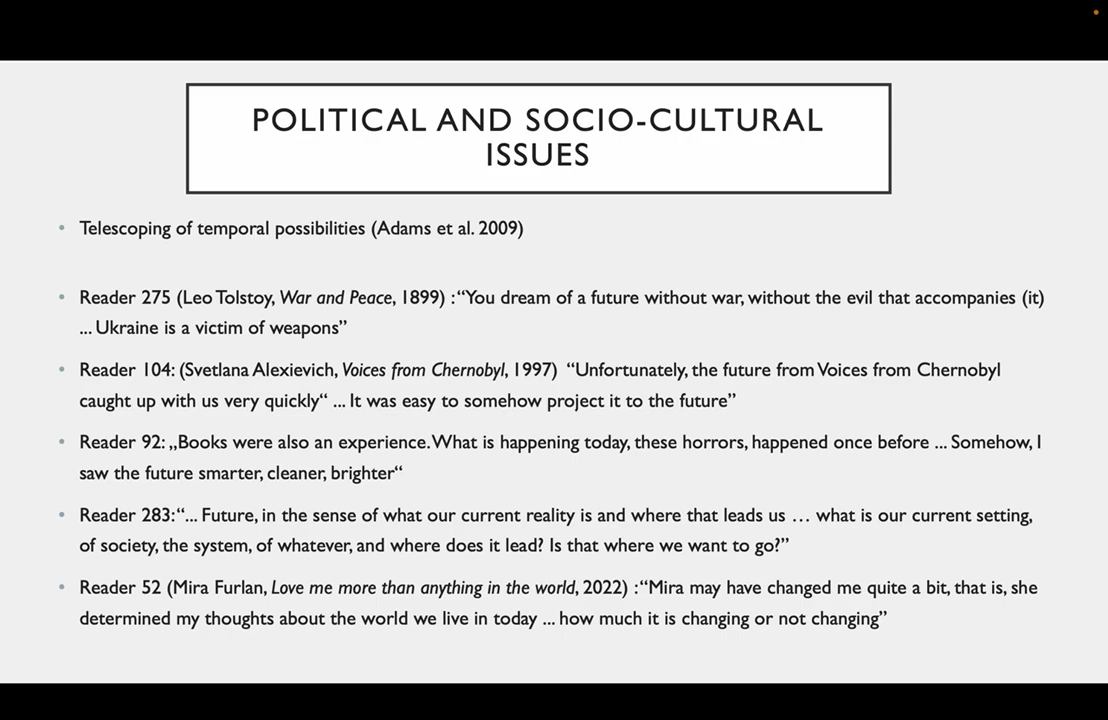 POLITICAL AND SOCIO-CULTURAL
ISSUES
• Telescoping of temporal possibilities (Adams et al. 2009)
• Reader 275 (Leo Tolstoy, War and Peace, 1899) :“You dream of a future without war, without the evil that accompanies (it)
... Ukraine is a victim of weapons”
• Reader 104: (Svetlana Alexievich, Voices from Chernobyl, 1997) “Unfortunately, the future from Voices from Chernobyl
caught up with us very quickly“ ... It was easy to somehow project it to the future”
• Reader 92: „Books were also an experience. What is happening today, these horrors, happened once before ... Somehow, I
saw the future smarter, cleaner, brighter“
• Reader 283:“... Future, in the sense of what our current reality is and where that leads us … what is our current setting,
of society, the system, of whatever, and where does it lead? Is that where we want to go?”
• Reader 52 (Mira Furlan, Love me more than anything in the world, 2022) :“Mira may have changed me quite a bit, that is, she
determined my thoughts about the world we live in today ... how much it is changing or not changing”